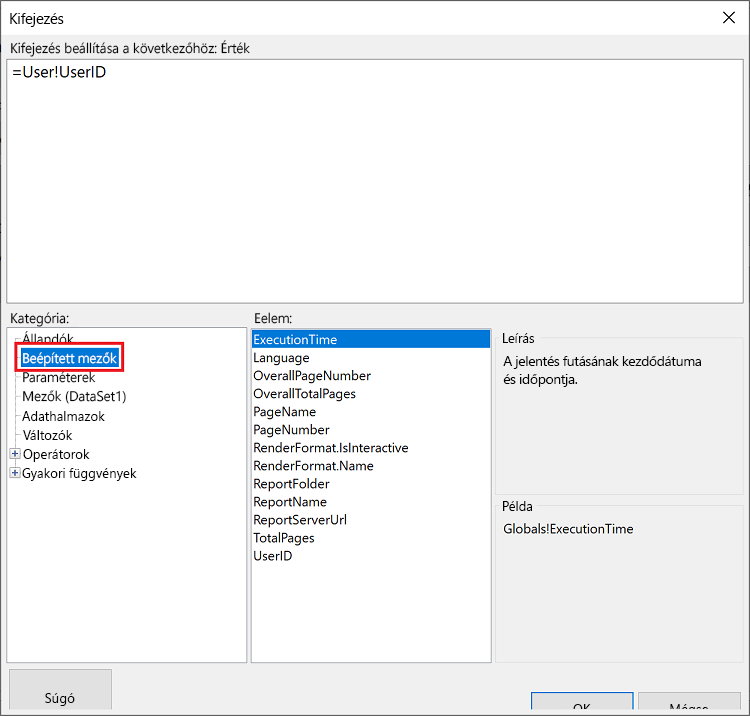 Kifejezés
Kifejezés beállítása a következőhöz: Érték
=User!UserID
Kategória:
Állandók
Beépített mezők
Paraméterek
Mezők (DataSet1)
Adathalmazok
Változók
Operátorok
Gyakori függvények
Eelem:
ExecutionTime
Language
OverallPageNumber
OverallTotalPages
PageName
PageNumber
RenderFormat.IsInteractive
RenderFormat.Name
ReportFolder
ReportName
ReportServerUrl
TotalPages
UserID
Leírás
A jelentés futásának kezdődátuma
és időpontja.
Példa
Globals!ExecutionTime
Súgó
OK
Mégse